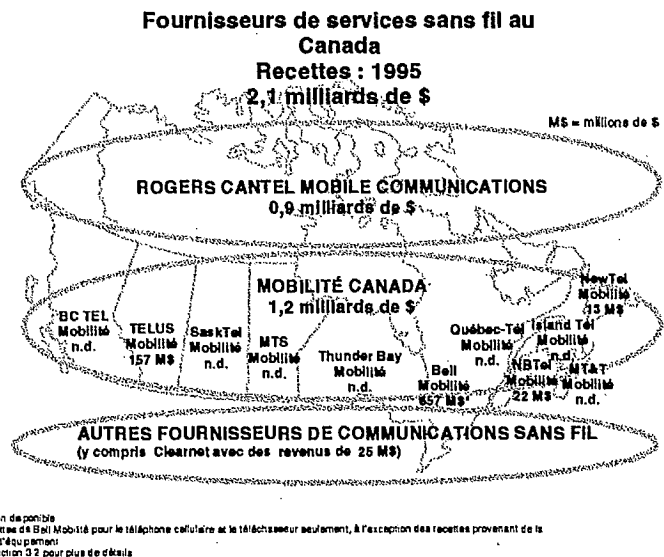 Fournisseurs de services sans fil au
Canada
Recettes : 1995
2,1 milliards de $
M$ = millions de $
ROGERS CANTEL MOBILE COMMUNICATIONS
0,9 milliards de $
MOBILITÉ CANADA
1,2 milliards de $
BC TEL
Mobilité
n.d.
TELUS
Mobilité
157 M$
SaskTel
Mobilité
n.d.
MTS
Mobilité
n.d.
Thunder Bay
Mobilité
n.d.
Bell
Mobilité
657 M$*
Québec-Tél
Mobilité
n.d.
Island Tel
Mobilité
n.d.
NewTel
Mobilité
13 M$
NBTel
Mobilité
22 M$
MT&T
Mobilité
n.d.
AUTRES FOURNISSEURS DE COMMUNICATIONS SANS FIL
(y compris Clearnet avec des revenus de 25 M$)
n disponible
ttes de Bell Mobilité pour le téléphone cellulaire et le téléchasseur seulement, à l'exception des recettes provenant de la
l'équipement
ction 3.2 pour plus de détails